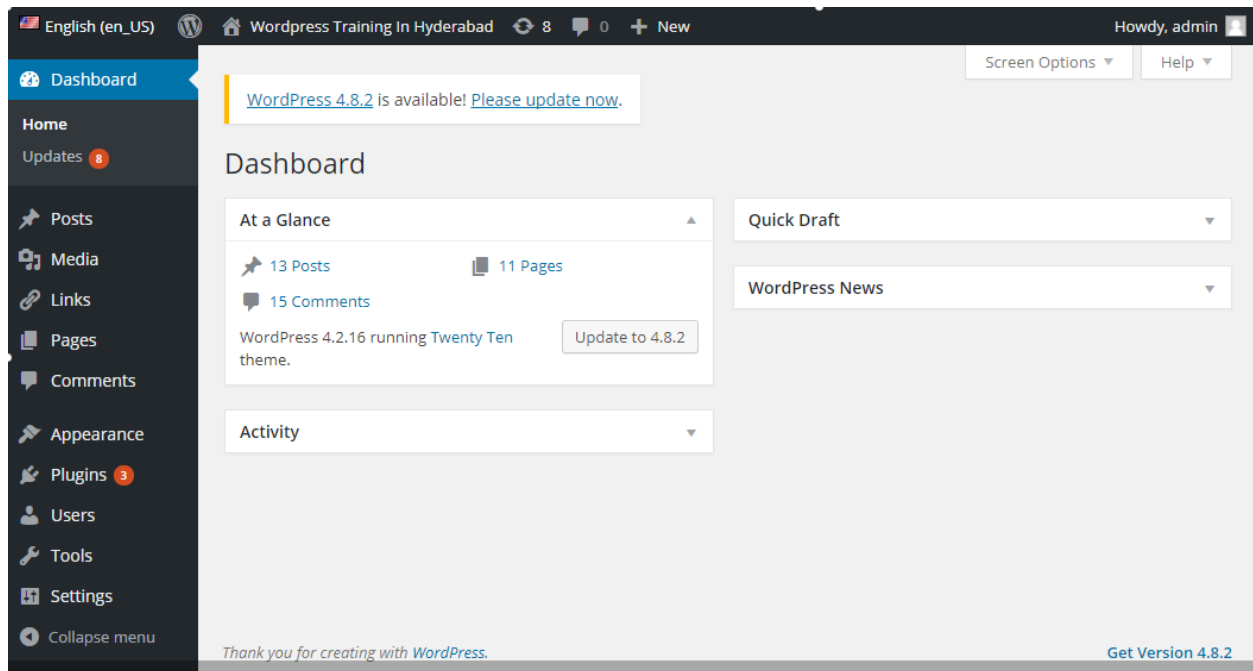 English (en_US) Wordpress Training In Hyderabad 8 0 New Howdy, admin
Screen Options Help
Dashboard
Home
Updates 8
Posts
Media
Links
Pages
Comments
Appearance
Plugins 3
Users
Tools
Settings
Collapse menu
WordPress 4.8.2 is available! Please update now.
Dashboard
At a Glance
13 Posts 11 Pages
15 Comments
WordPress 4.2.16 running Twenty Ten
theme.
Update to 4.8.2
Activity
Quick Draft
WordPress News
Thank you for creating with WordPress. Get Version 4.8.2